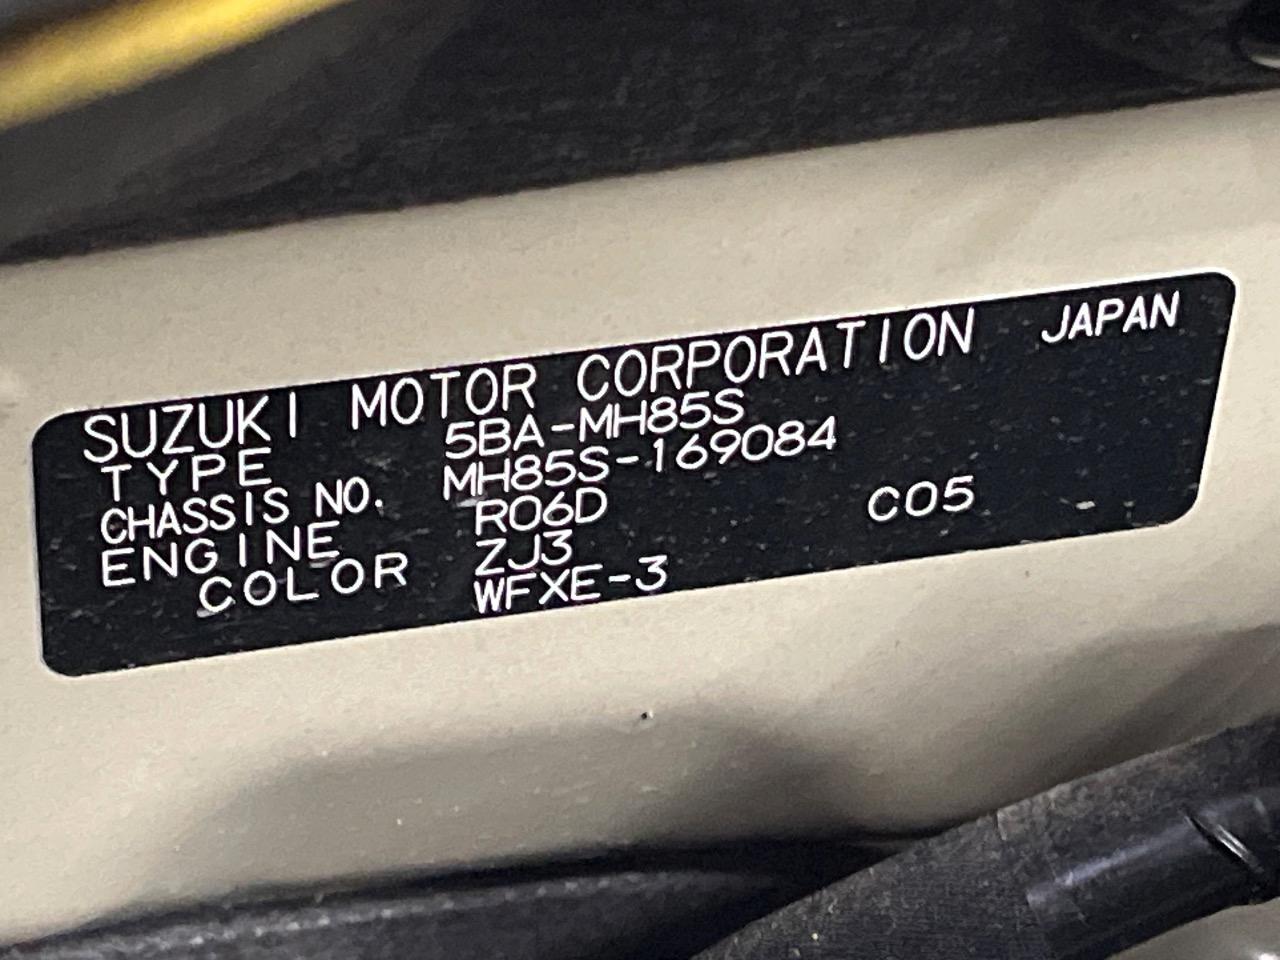 SUZUKI MOTOR CORPORATION JAPAN
TYPE 5BA-MH85S
CHASSIS NO. MH85S-169084
ENGINE R06D
COLOR ZJ3 C05
WFXE-3